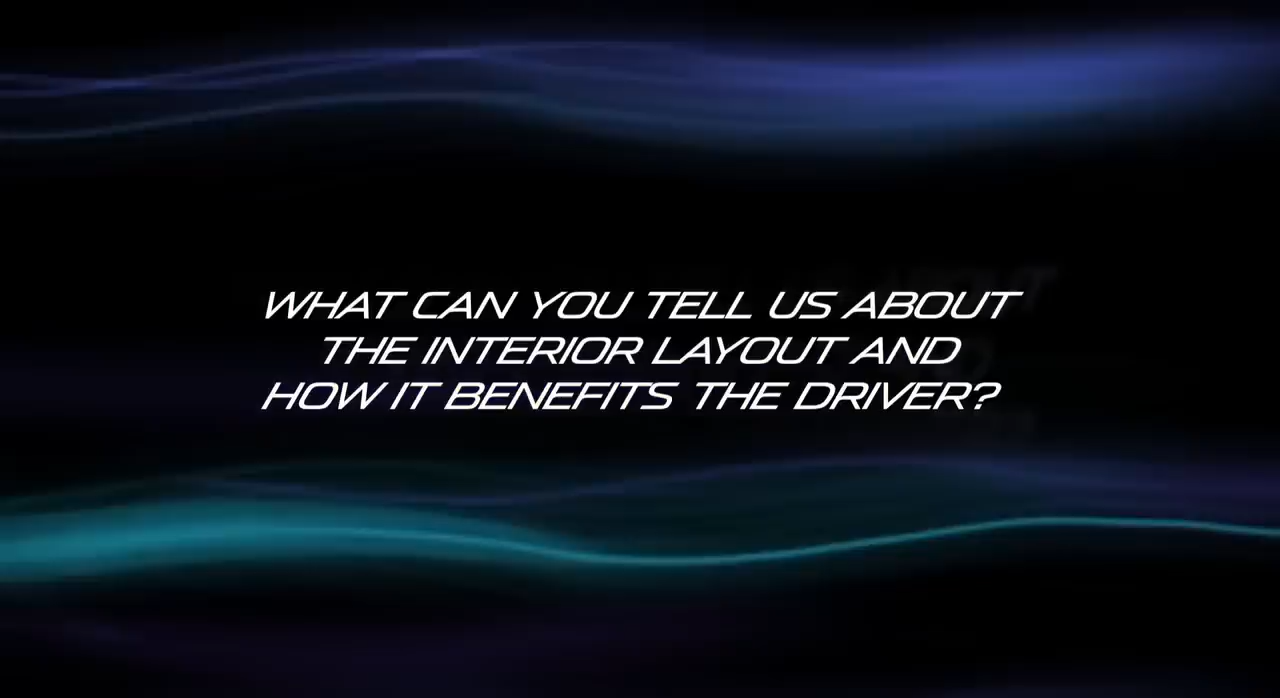 WHAT CAN YOU TELL US ABOUT
THE INTERIOR LAYOUT AND
HOW IT BENEFITS THE DRIVER?